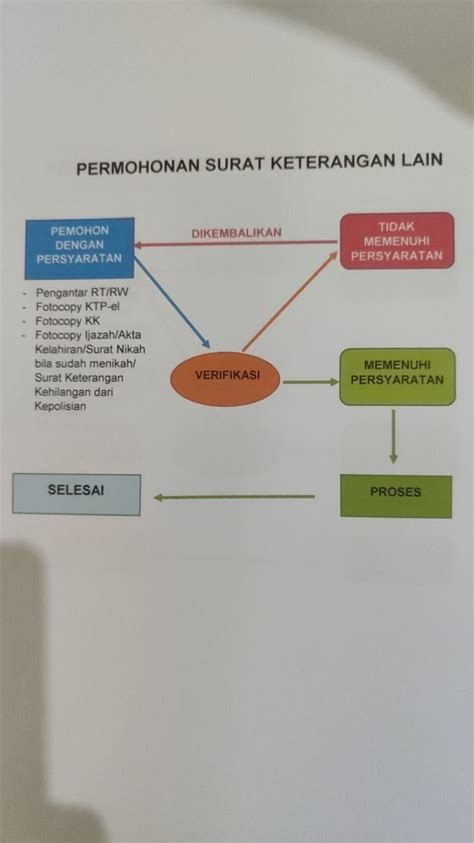 PERMOHONAN SURAT KETERANGAN LAIN
PEMOHON
DENGAN
PERSYARATAN
DIKEMBALIKAN
TIDAK
MEMENUHI
PERSYARATAN
- Pengantar RT/RW
- Fotocopy KTP-el
- Fotocopy KK
- Fotocopy Ijazah/Akta
Kelahiran/Surat Nikah
bila sudah menikah/
Surat Keterangan
Kehilangan dari
Kepolisian
VERIFIKASI
MEMENUHI
PERSYARATAN
SELESAI
PROSES